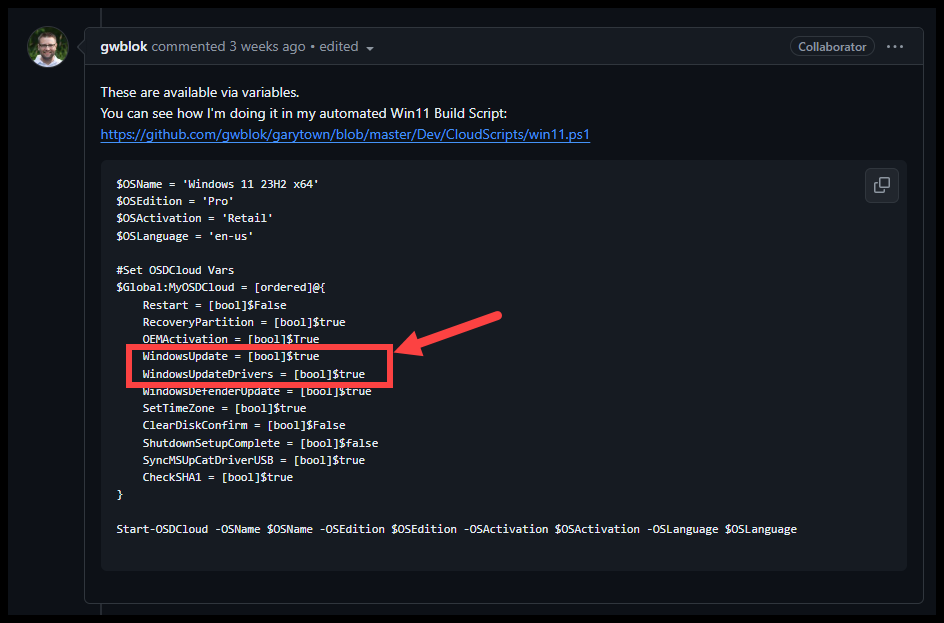 gwblok commented 3 weeks ago • edited
Collaborator
These are available via variables.
You can see how I'm doing it in my automated Win11 Build Script:
https://github.com/gwblok/garytown/blob/master/Dev/CloudScripts/win11.ps1
$OSName = 'Windows 11 23H2 x64'
$OSEdition = 'Pro'
$OSActivation = 'Retail'
$OSLanguage = 'en-us'
#Set OSDCloud Vars
$Global:MyOSDCloud = [ordered]@{
Restart = [bool]$False
RecoveryPartition = [bool]$true
OEMActivation = [bool]$True
WindowsUpdate = [bool]$true
WindowsUpdateDrivers = [bool]$true
WindowsDefenderUpdate = [bool]$true
SetTimeZone = [bool]$true
ClearDiskConfirm = [bool]$False
ShutdownSetupComplete = [bool]$false
SyncMSUpCatDriverUSB = [bool]$true
CheckSHA1 = [bool]$true
}
Start-OSDCloud -OSName $OSName -OSEdition $OSEdition -OSActivation $OSActivation -OSLanguage $OSLanguage